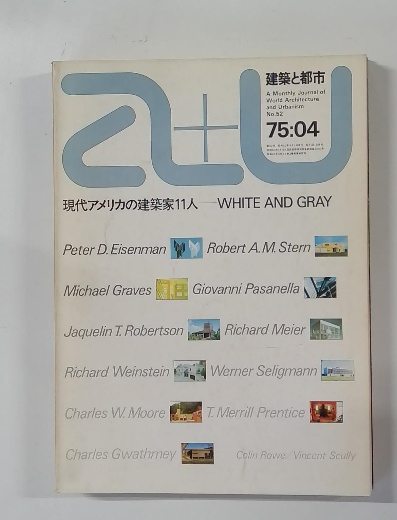 a+u
建築と都市
A Monthly Journal of
World Architecture
and Urbanism
No.52
75:04
現代アメリカの建築家11人—WHITE AND GRAY
Peter D. Eisenman Robert A.M. Stern
Michael Graves Giovanni Pasanella
Jaquelin T. Robertson Richard Meier
Richard Weinstein Werner Seligmann
Charles W. Moore T. Merrill Prentice
Charles Gwathmey Colin Rowe/Vincent Scully